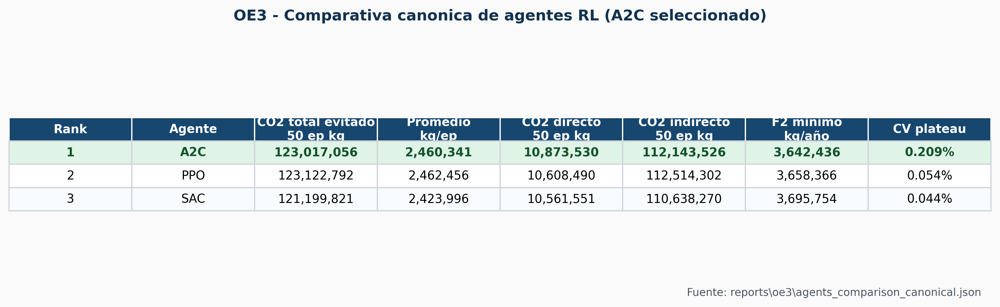 OE3 - Comparativa canonica de agentes RL (A2C seleccionado)
Rank Agente CO2 total evitado 50 ep kg Promedio kg/ep CO2 directo 50 ep kg CO2 indirecto 50 ep kg F2 minimo kg/año CV plateau
1 A2C 123,017,056 2,460,341 10,873,530 112,143,526 3,642,436 0.209%
2 PPO 123,122,792 2,462,456 10,608,490 112,514,302 3,658,366 0.054%
3 SAC 121,199,821 2,423,996 10,561,551 110,638,270 3,695,754 0.044%
Fuente: reports\oe3\agents_comparison_canonical.json